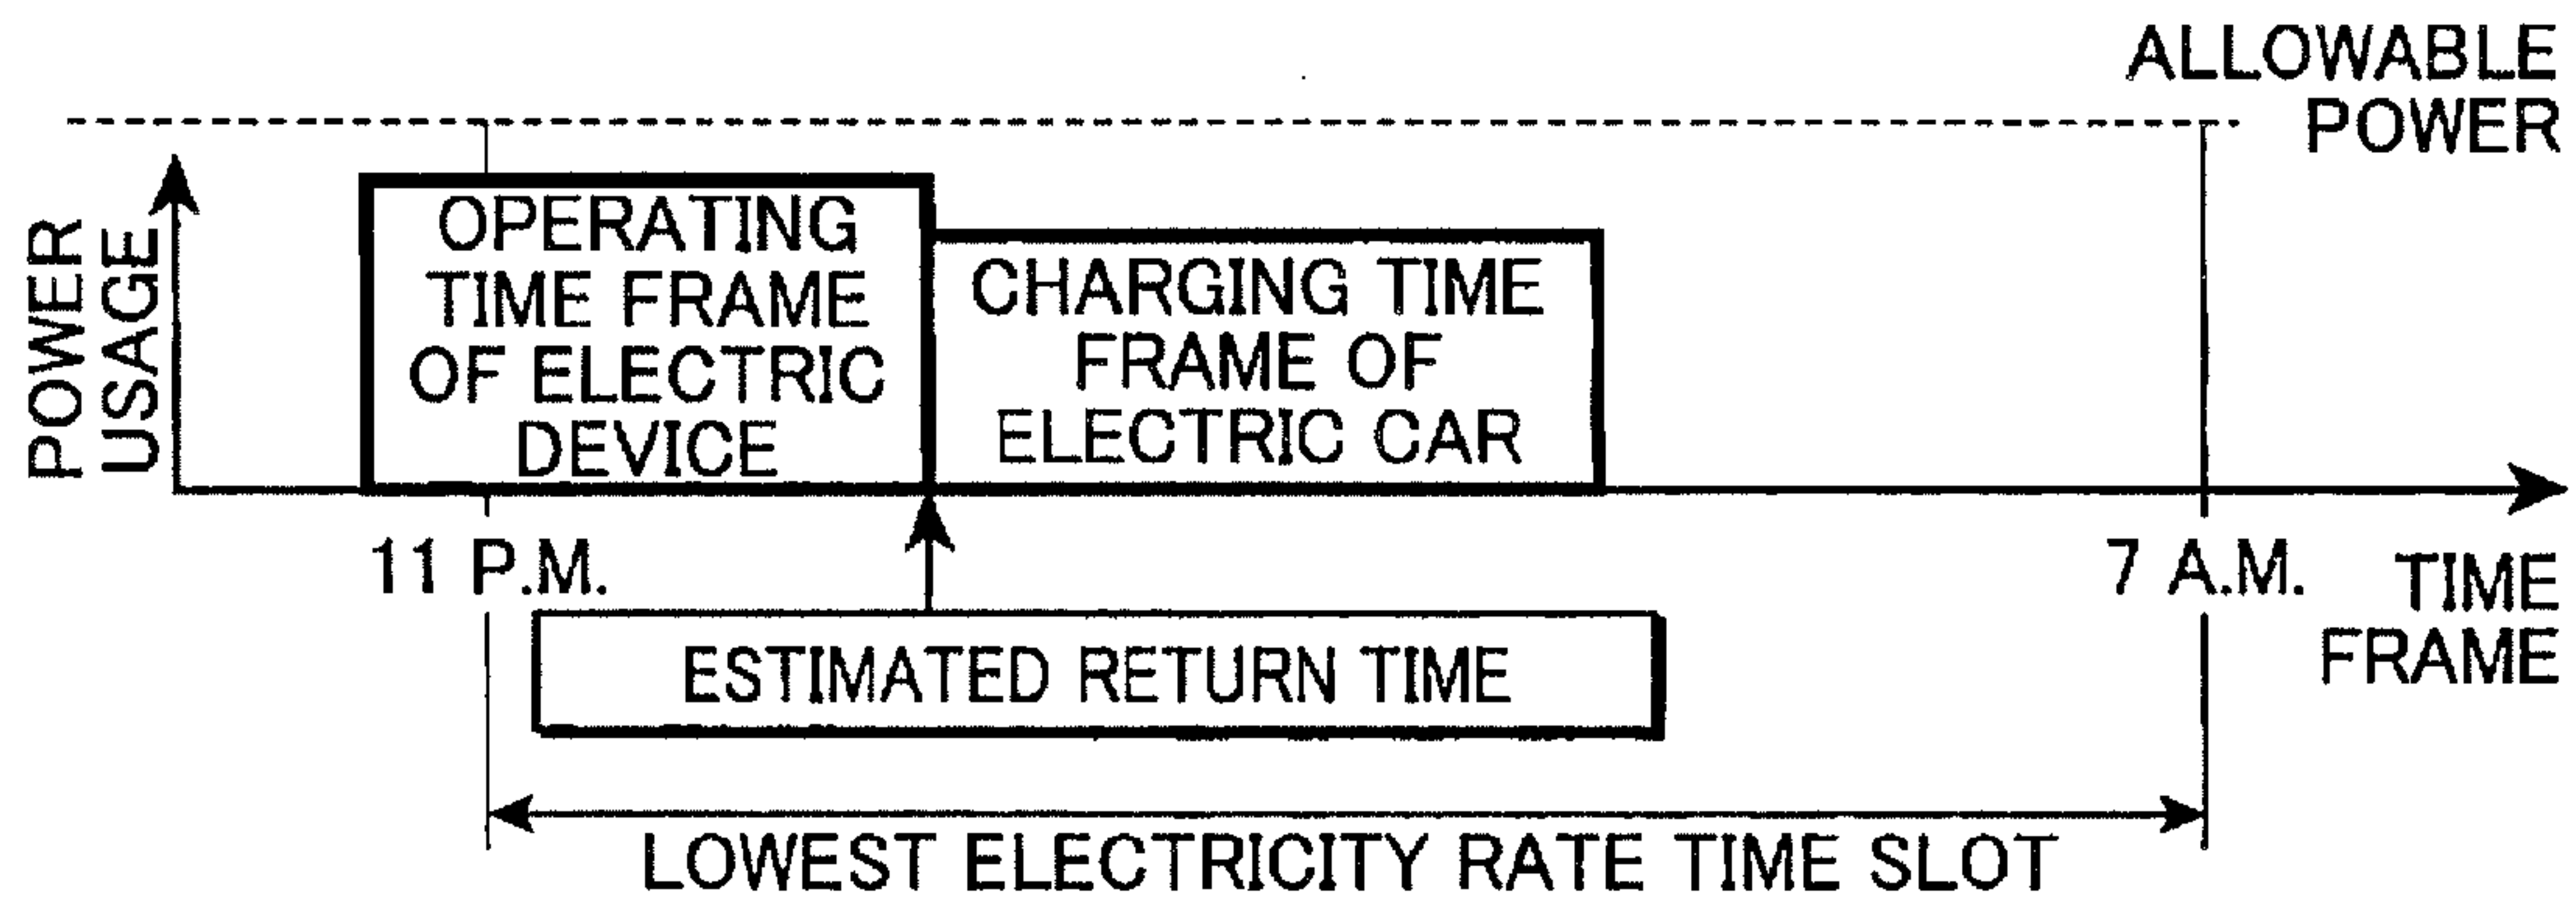 ALLOWABLE
POWER
POWER
USAGE
OPERATING
TIME FRAME
OF ELECTRIC
DEVICE
CHARGING TIME
FRAME OF
ELECTRIC CAR
11 P.M.
7 A.M.
TIME
FRAME
ESTIMATED RETURN TIME
LOWEST ELECTRICITY RATE TIME SLOT